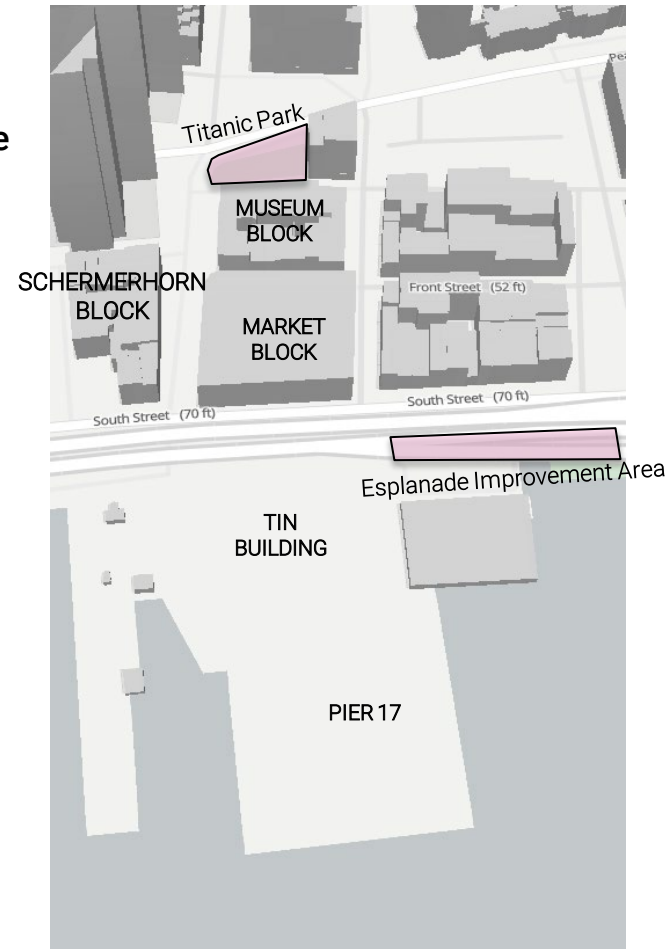 e
Titanic Park
MUSEUM
BLOCK
SCHERMERHORN
BLOCK
Front Street (52 ft)
MARKET
BLOCK
South Street (70 ft)
South Street (70 ft)
Esplanade Improvement Area
TIN
BUILDING
PIER 17